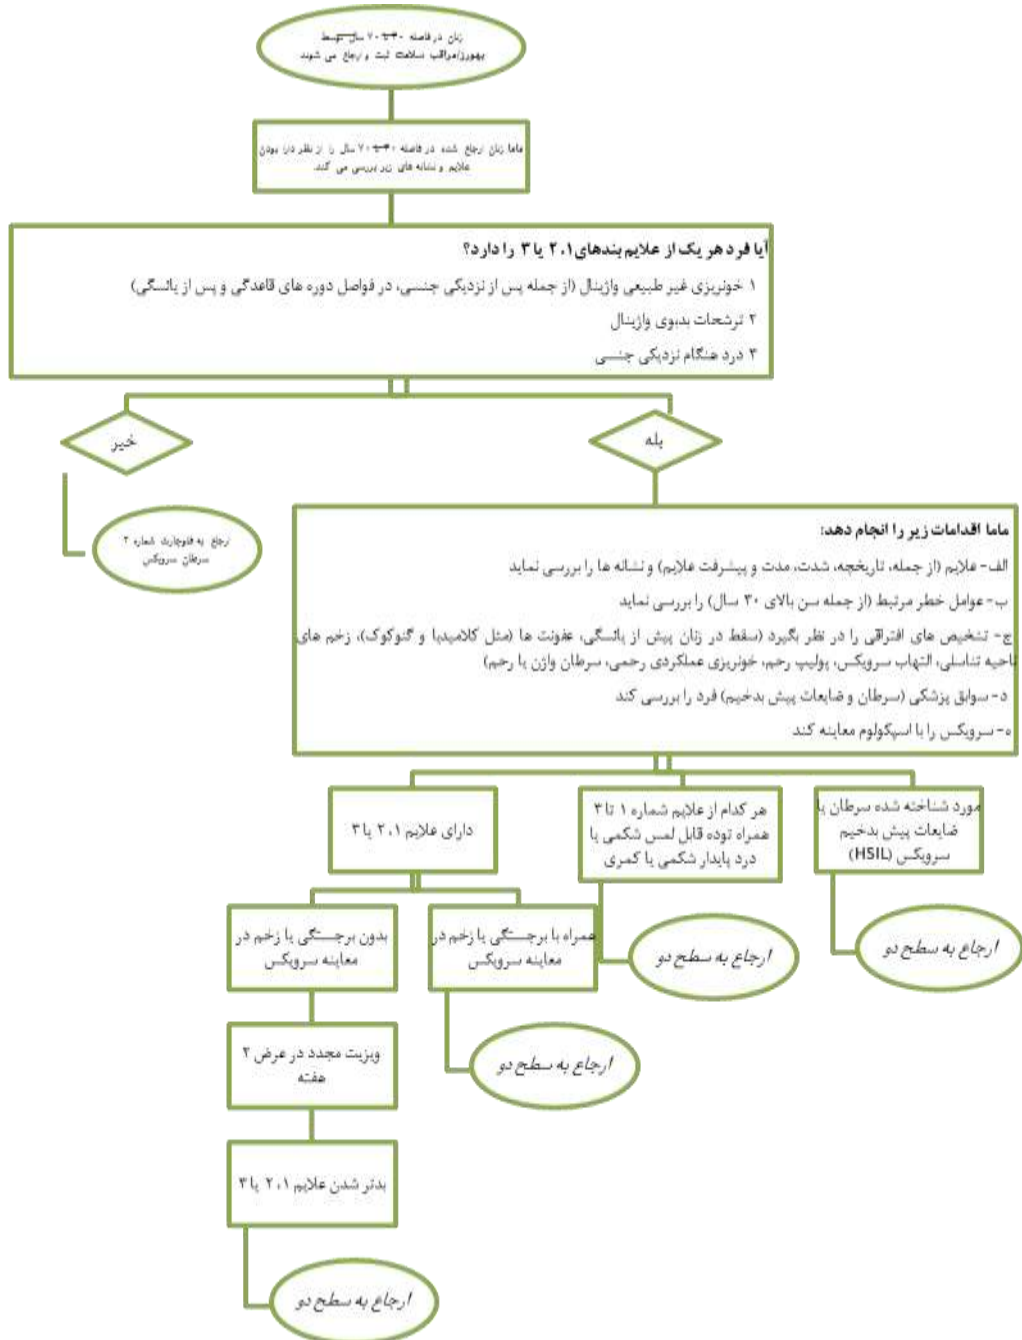 زنان در فاصله ۳۰ تا ۷۰ سال توسط
بهورز/مراقب سلامت ثبت و ارجاع می شوند
ماما زنان ارجاع شده در فاصله ۳۰ تا ۷۰ سال را از نظر دارا بودن
علایم و نشانه های زیر بررسی می کند.
آیا فرد هر یک از علایم بندهای ۲،۱ یا ۳ را دارد؟
۱ خونریزی غیر طبیعی واژینال (از جمله پس از نزدیکی جنسی، در فواصل دوره های قاعدگی و پس از یائسگی)
۲ ترشحات بدبوی واژینال
۳ درد هنگام نزدیکی جنسی
خیر
بله
ارجاع به فلوچارت شماره ۲
سرطان سرویکس
ماما اقدامات زیر را انجام دهد:
الف- علایم (از جمله، تاریخچه، شدت، مدت و پیشرفت علایم) و نشانه ها را بررسی نماید
ب- عوامل خطر مرتبط (از جمله سن بالای ۳۰ سال) را بررسی نماید
ج- تشخیص های افتراقی را در نظر بگیرد (سقط در زنان پیش از یائسگی، عفونت ها (مثل کلامیدیا و گنوکوک)، زخم های
ناحیه تناسلی، التهاب سرویکس، پولیپ رحم، خونریزی عملکردی رحمی، سرطان واژن یا رحم)
د- سوابق پزشکی (سرطان و ضایعات پیش بدخیم) فرد را بررسی کند
ه- سرویکس را با اسپکولوم معاینه کند
مورد شناخته شده سرطان یا
ضایعات پیش بدخیم
سرویکس (HSIL)
هر کدام از علایم شماره ۱ تا ۳
همراه توده قابل لمس شکمی یا
درد پایدار شکمی یا کمری
دارای علایم ۲،۱ یا ۳
ارجاع به سطح دو
ارجاع به سطح دو
همراه با برجستگی یا زخم در
معاینه سرویکس
بدون برجستگی یا زخم در
معاینه سرویکس
ارجاع به سطح دو
ویزیت مجدد در عرض ۲
هفته
بدتر شدن علایم ۲،۱ یا ۳
ارجاع به سطح دو